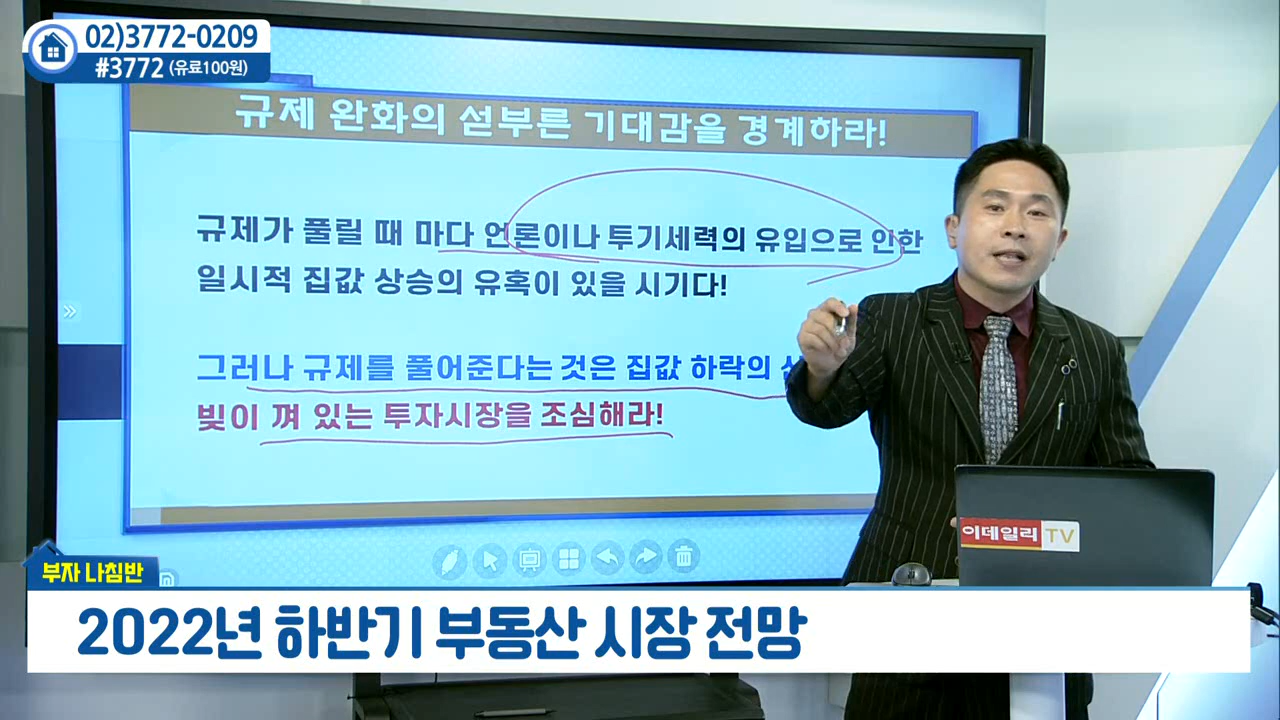 02)3772-0209
#3772 (유료100원)
규제 완화의 섣부른 기대감을 경계하라!
규제가 풀릴 때 마다 언론이나 투기세력의 유입으로 인한
일시적 집값 상승의 유혹이 있을 시기다!
그러나 규제를 풀어준다는 것은 집값 하락의
빚이 껴 있는 투자시장을 조심해라!
이데일리 TV
부자 나침반
2022년 하반기 부동산 시장 전망